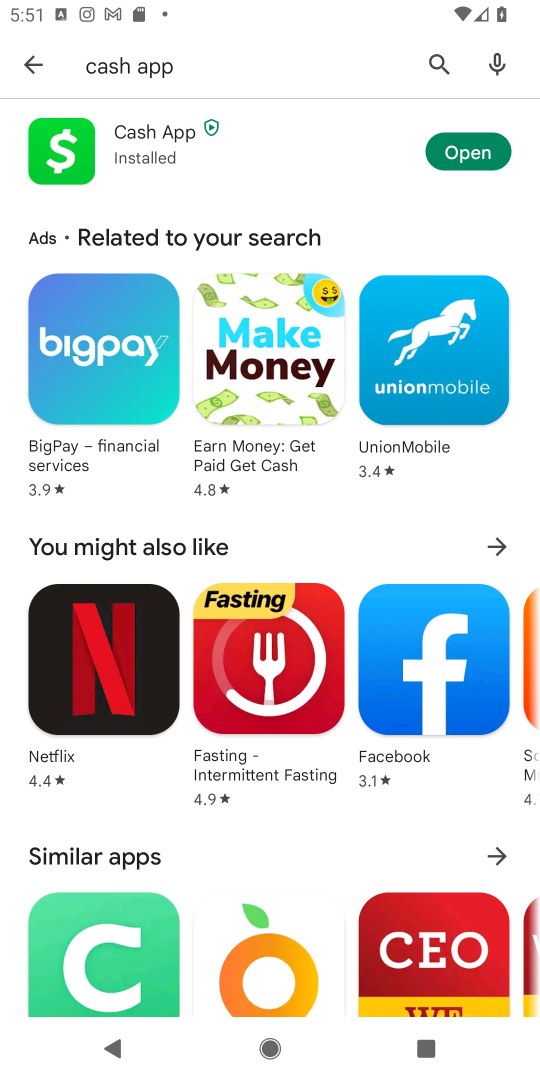 5:51
cash app
Cash App
Installed
Open
Ads • Related to your search
bigpay
Make Money
unionmobile
BigPay – financial services
3.9★
Earn Money: Get Paid Get Cash
4.8★
UnionMobile
3.4★
You might also like
N
Fasting
f
Netflix
4.4★
Fasting - Intermittent Fasting
4.9★
Facebook
3.1★
Similar apps
C
CEO